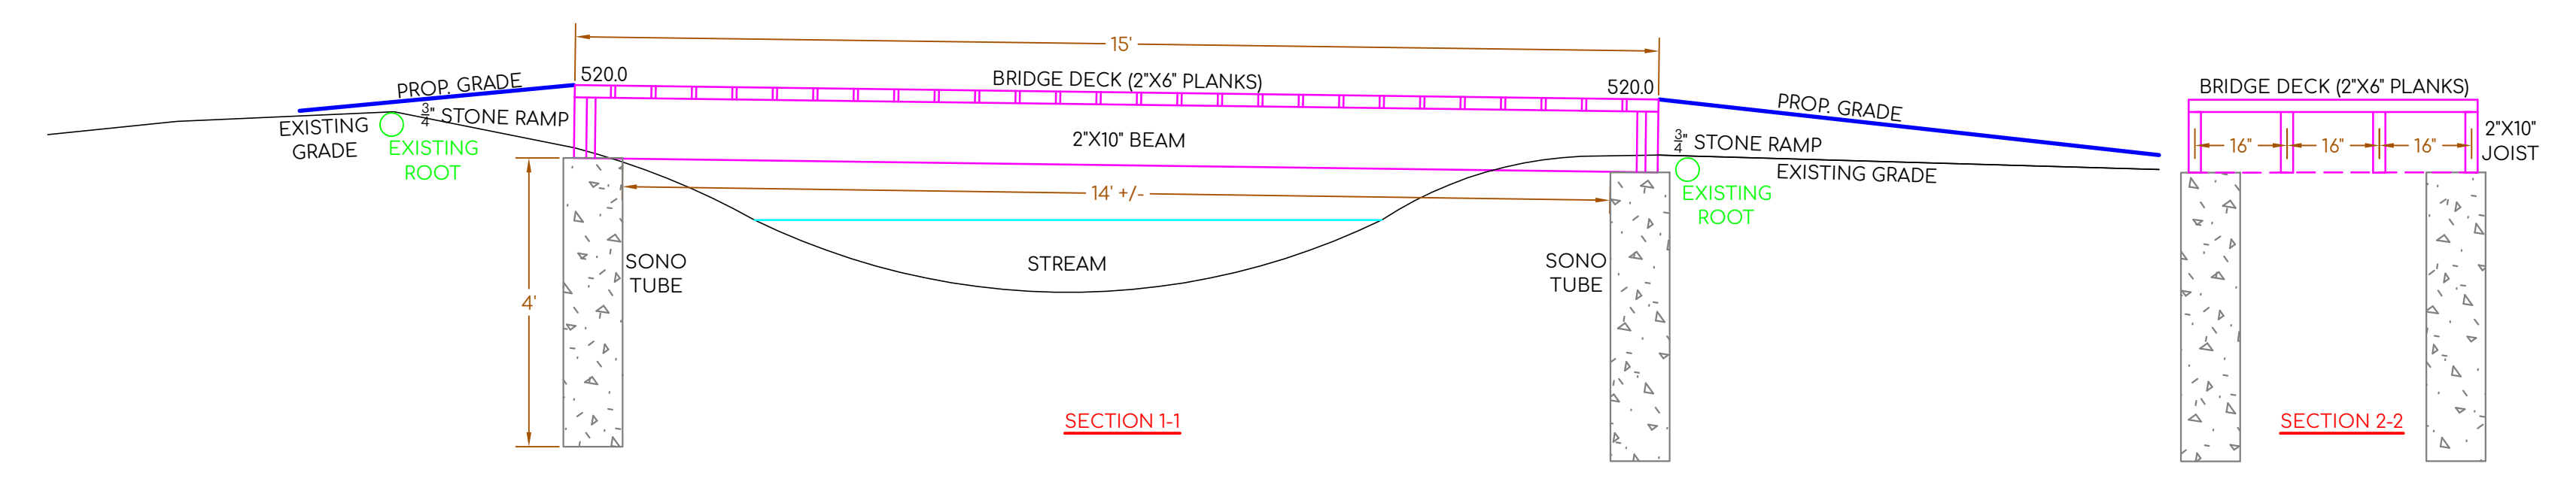 15'
520.0
PROP. GRADE
BRIDGE DECK (2"X6" PLANKS)
520.0
BRIDGE DECK (2"X6" PLANKS)
PROP. GRADE
3/4" STONE RAMP
EXISTING
GRADE
EXISTING
ROOT
2"X10" BEAM
3/4" STONE RAMP
EXISTING GRADE
16"
16"
16"
2"X10"
JOIST
14' +/-
EXISTING
ROOT
SONO
TUBE
STREAM
SONO
TUBE
4'
SECTION 1-1
SECTION 2-2